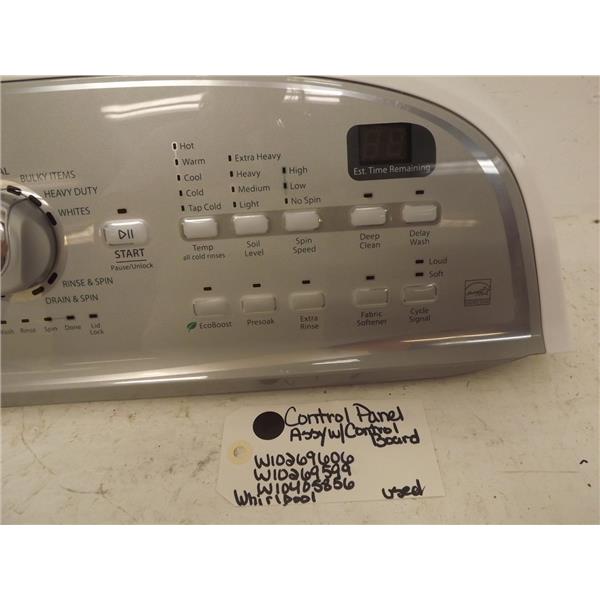 AL
BULKY ITEMS
HEAVY DUTY
WHITES
RINSE & SPIN
DRAIN & SPIN
Wash Rinse Spin Done Lid Lock
START
Pause/Unlock
Hot
Warm
Cool
Cold
Tap Cold
Temp
all cold rinses
Extra Heavy
Heavy
Medium
Light
Soil Level
High
Low
No Spin
Spin Speed
Est. Time Remaining
Deep Clean
Delay Wash
Loud
Soft
EcoBoost
Presoak
Extra Rinse
Fabric Softener
Cycle Signal
Control Panel
Assy w/Control
Board
W10269606
W10269599
W10405856
Whirlpool used